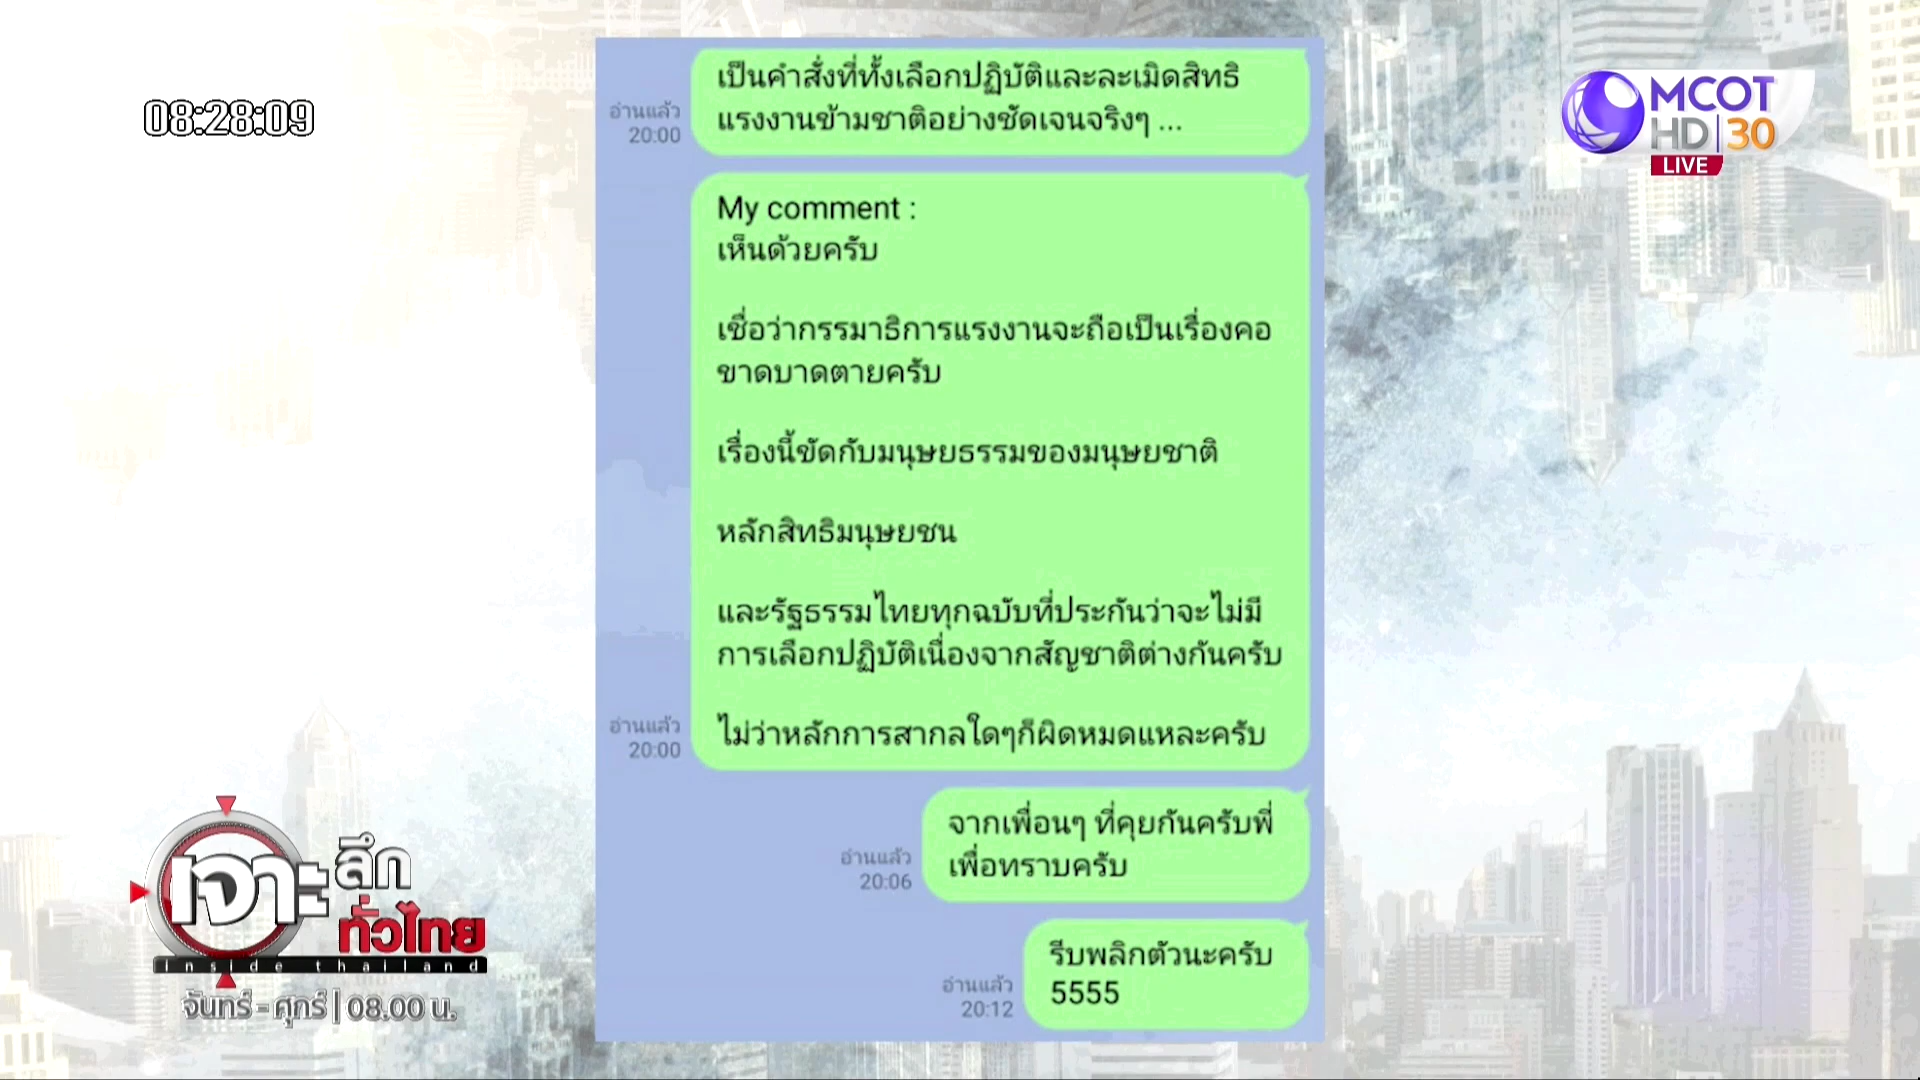 08:28:09
MCOT
HD 30
LIVE
เป็นคำสั่งที่ทั้งเลือกปฏิบัติและละเมิดสิทธิ
แรงงานข้ามชาติอย่างชัดเจนจริงๆ ...
อ่านแล้ว
20:00
My comment :
เห็นด้วยครับ
เชื่อว่ากรรมาธิการแรงงานจะถือเป็นเรื่องคอ
ขาดบาดตายครับ
เรื่องนี้ขัดกับมนุษยธรรมของมนุษยชาติ
หลักสิทธิมนุษยชน
และรัฐธรรมไทยทุกฉบับที่ประกันว่าจะไม่มี
การเลือกปฏิบัติเนื่องจากสัญชาติต่างกันครับ
ไม่ว่าหลักการสากลใดๆก็ผิดหมดแหละครับ
อ่านแล้ว
20:00
จากเพื่อนๆ ที่คุยกันครับพี่
เพื่อทราบครับ
อ่านแล้ว
20:06
รีบพลิกตัวนะครับ
5555
อ่านแล้ว
20:12
เจาะลึก
ทั่วไทย
inside thailand
จันทร์ - ศุกร์ | 08.00 น.